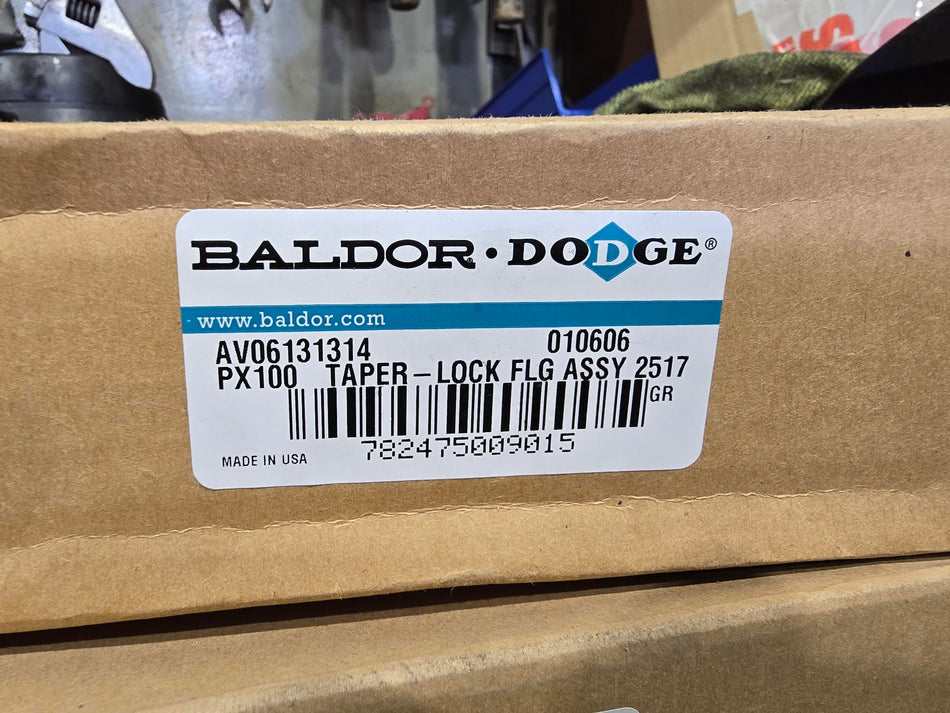 BALDOR • DODGE®
www.baldor.com
AV06131314 010606
PX100 TAPER-LOCK FLG ASSY 2517
GR
782475009015
MADE IN USA